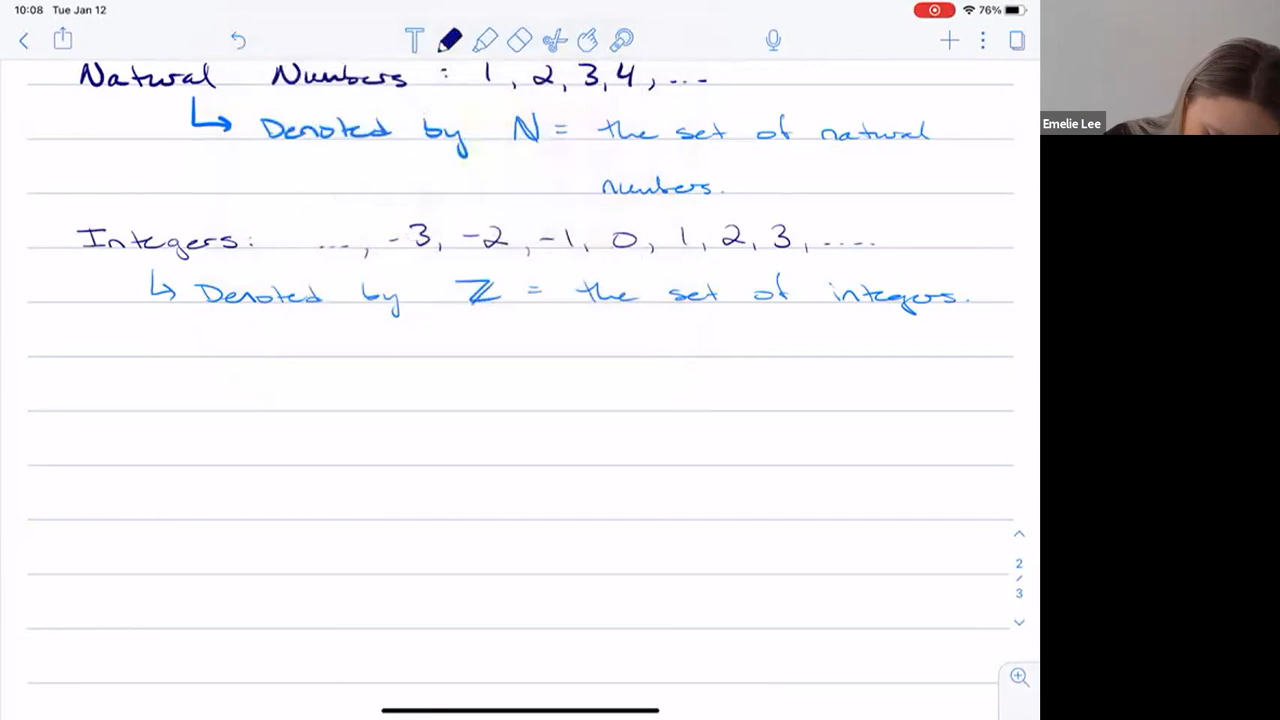 10:08 Tue Jan 12
76%
T
Natural Numbers : 1, 2, 3, 4, ...
Emelie Lee
↳ Denoted by N = the set of natural
numbers.
Integers: ..., -3, -2, -1, 0, 1, 2, 3, ....
↳ Denoted by ℤ = the set of integers.
2
/
3